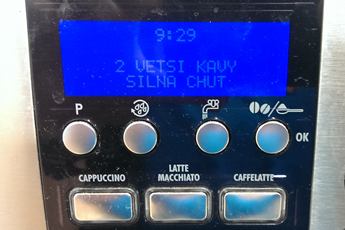 9:29
2 VETSI KAVY
SILNA CHUT
P
OK
CAPPUCCINO
LATTE
MACCHIATO
CAFFELATTE